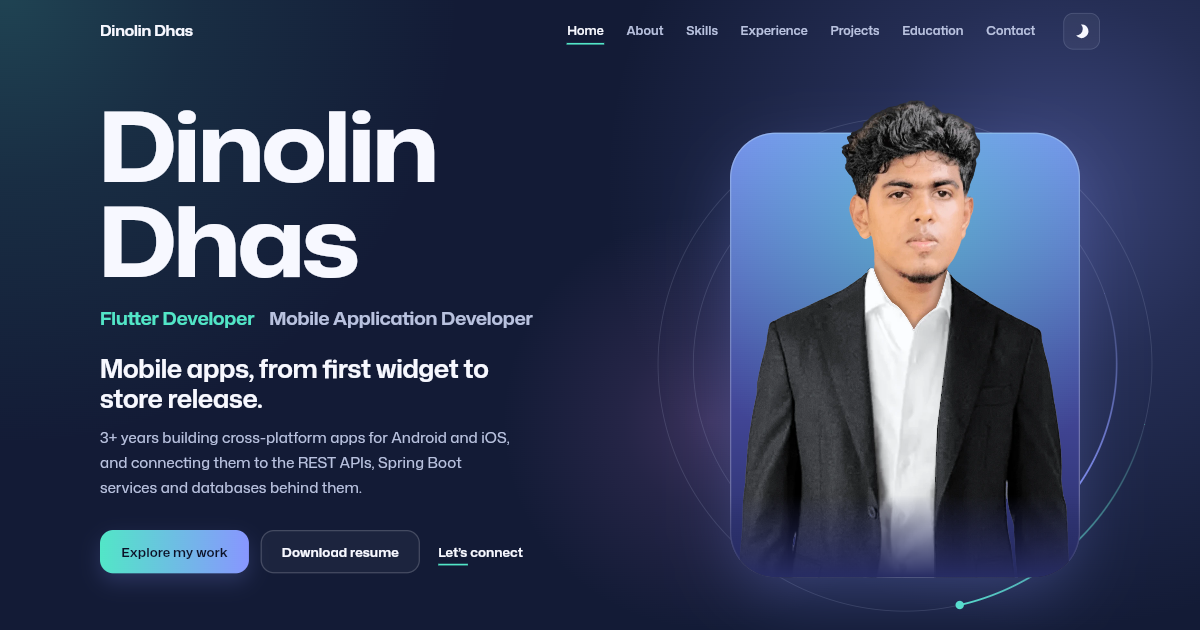 Dinolin Dhas
Home About Skills Experience Projects Education Contact
Dinolin
Dhas
Flutter Developer Mobile Application Developer
Mobile apps, from first widget to
store release.
3+ years building cross-platform apps for Android and iOS,
and connecting them to the REST APIs, Spring Boot
services and databases behind them.
Explore my work Download resume Let's connect